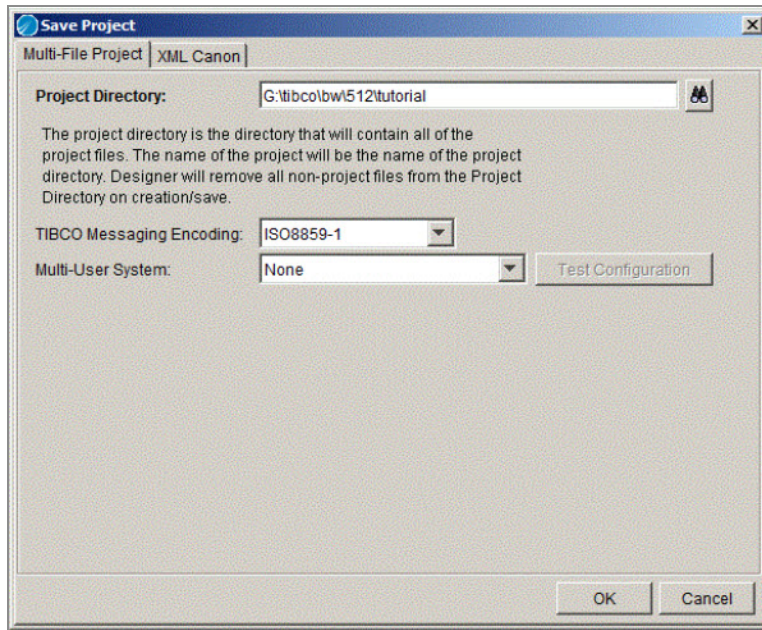 Save Project
Multi-File Project XML Canon
Project Directory: G:\tibco\bw\512\tutorial
The project directory is the directory that will contain all of the
project files. The name of the project will be the name of the project
directory. Designer will remove all non-project files from the Project
Directory on creation/save.
TIBCO Messaging Encoding: ISO8859-1
Multi-User System: None Test Configuration
OK Cancel